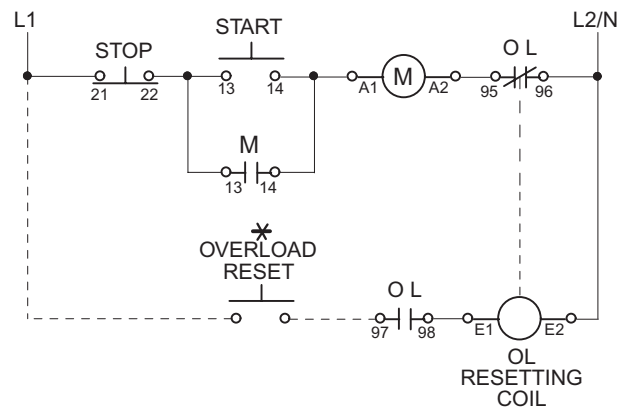 L1
L2/N
START
STOP
O L
21 22
13 14
A1 M A2
95 96
M
13 14
*
OVERLOAD
RESET
O L
97 98
E1 E2
OL
RESETTING
COIL